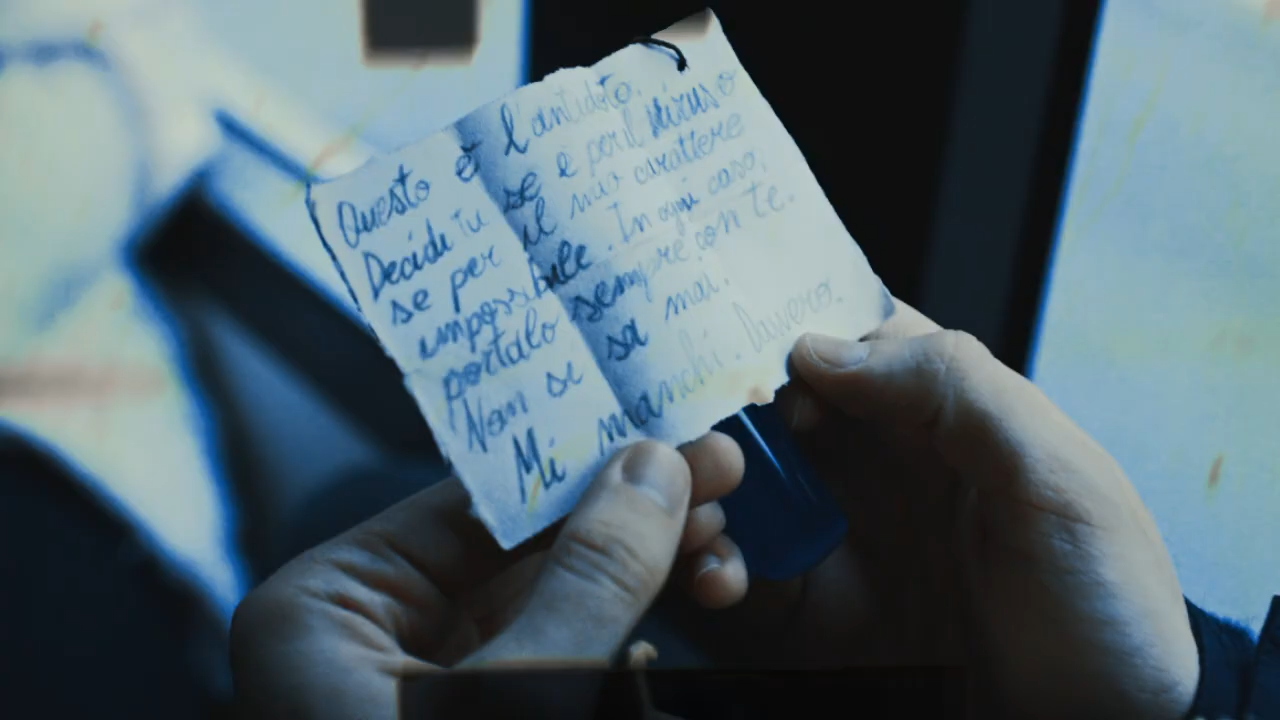 Questo è l'antidoto.
Decidi tu se è per il virus o
se per il mio carattere
impossibile. In ogni caso,
portalo sempre con te.
Non si sa mai.
Mi manchi. Davvero.